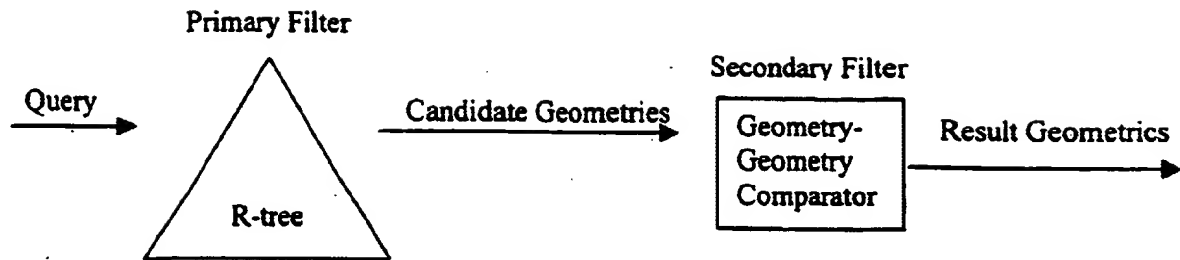 Primary Filter
Query
R-tree
Candidate Geometries
Secondary Filter
Geometry-
Geometry
Comparator
Result Geometrics